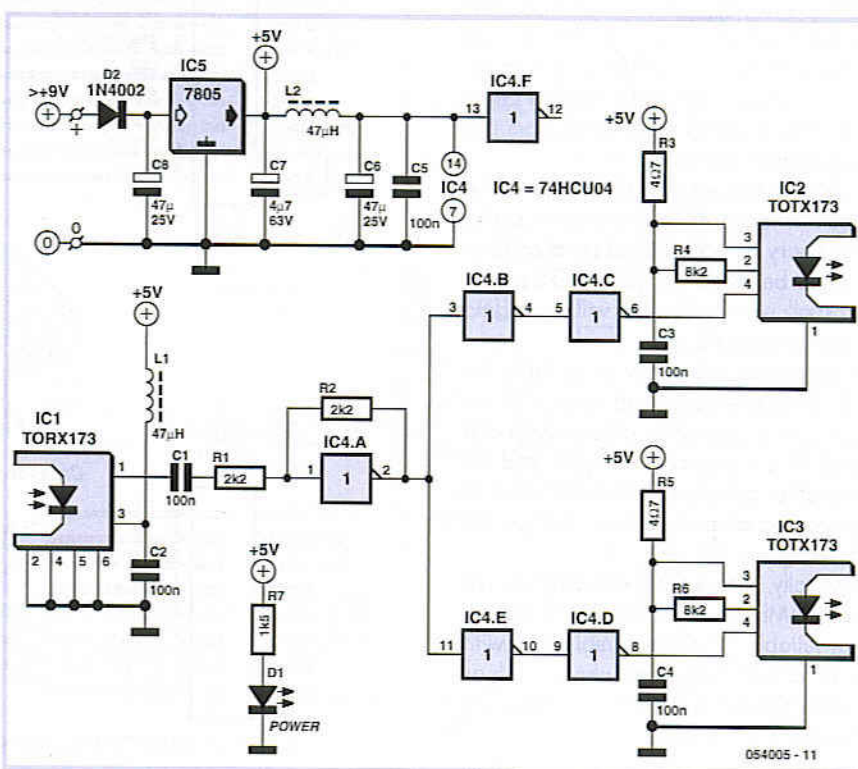 +5V
D2
1N4002
IC5
7805
>+9V
+
L2
47µH
13
IC4.F
1
12
C8
47µ
25V
C7
4µ7
63V
C6
47µ
25V
C5
100n
14
IC4
7
IC4 = 74HCU04
0
0
+5V
R3
4Ω7
IC2
TOTX173
3
R4
8k2
2
4
1
C3
100n
IC4.B
3
1
4
IC4.C
5
1
6
+5V
L1
47µH
IC1
TORX173
1
C1
100n
R1
2k2
R2
2k2
IC4.A
1
1
2
3
2
4
5
6
C2
100n
+5V
R7
1k5
D1
POWER
IC4.E
11
1
10
IC4.D
9
1
8
+5V
R5
4Ω7
IC3
TOTX173
3
R6
8k2
2
4
1
C4
100n
054005 - 11